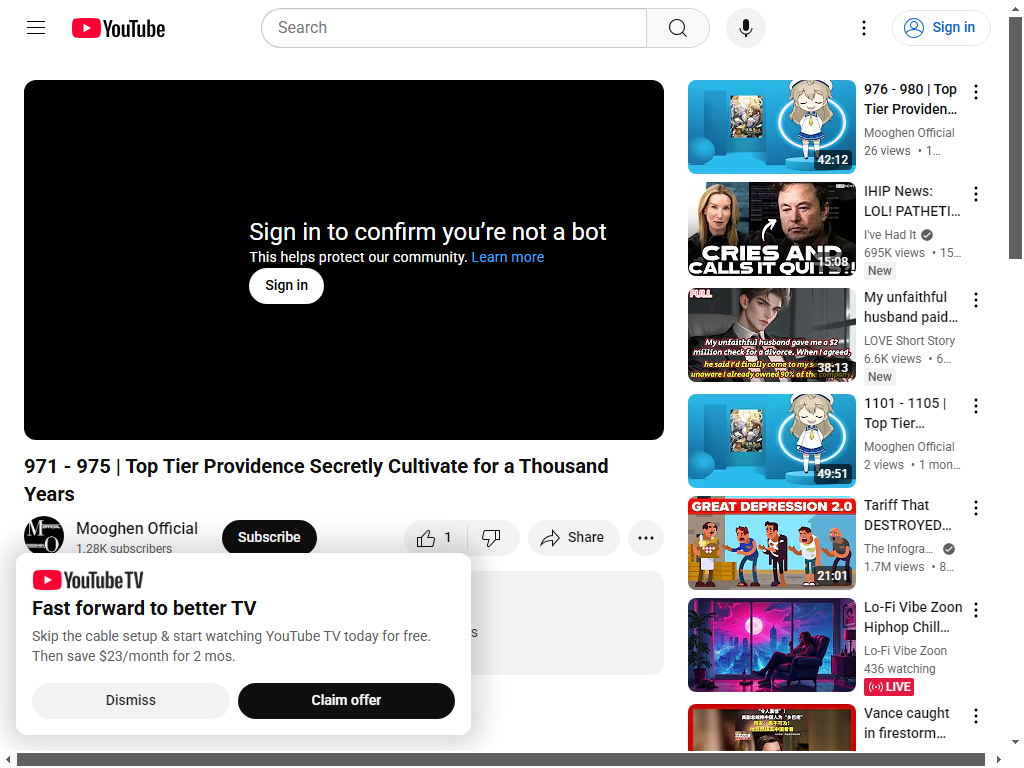 YouTube
Search
Sign in
Sign in to confirm you’re not a bot
This helps protect our community. Learn more
Sign in
971 - 975 | Top Tier Providence Secretly Cultivate for a Thousand
Years
Mooghen Official
1.28K subscribers
Subscribe
1
Share
s
YouTube TV
Fast forward to better TV
Skip the cable setup & start watching YouTube TV today for free.
Then save $23/month for 2 mos.
Dismiss
Claim offer
42:12
976 - 980 | Top
Tier Providen...
Mooghen Official
26 views • 1...
CRIES AND
CALLS IT QUITS?!
15:08
IHIP News:
LOL! PATHETI...
I've Had It
695K views • 15...
New
FULL
My unfaithful husband gave me a $2
million check for a divorce. When I agreed,
he said I'd finally come to my s
unaware I already owned 90% of the company.
38:13
My unfaithful
husband paid...
LOVE Short Story
6.6K views • 6...
New
49:51
1101 - 1105 |
Top Tier...
Mooghen Official
2 views • 1 mon...
GREAT DEPRESSION 2.0
21:01
Tariff That
DESTROYED...
The Infogra...
1.7M views • 8...
Lo-Fi Vibe Zoon
Hiphop Chill...
Lo-Fi Vibe Zoon
436 watching
LIVE
Vance caught
in firestorm...